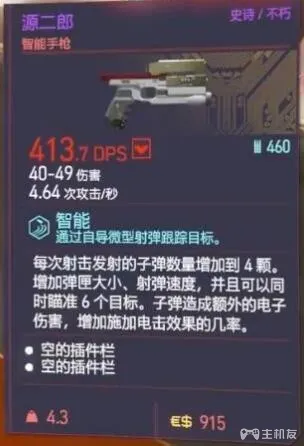 源二郎
史诗 / 不朽
智能手枪
413.7 DPS
460
40-49 伤害
4.64 次攻击/秒
智能
通过自导微型射弹跟踪目标。
每次射击发射的子弹数量增加到 4 颗。
增加弹匣大小、射弹速度，并且可以同
时瞄准 6 个目标。子弹造成额外的电子
伤害，增加施加电击效果的几率。
空的插件栏
空的插件栏
4.3
€$ 915
主机友